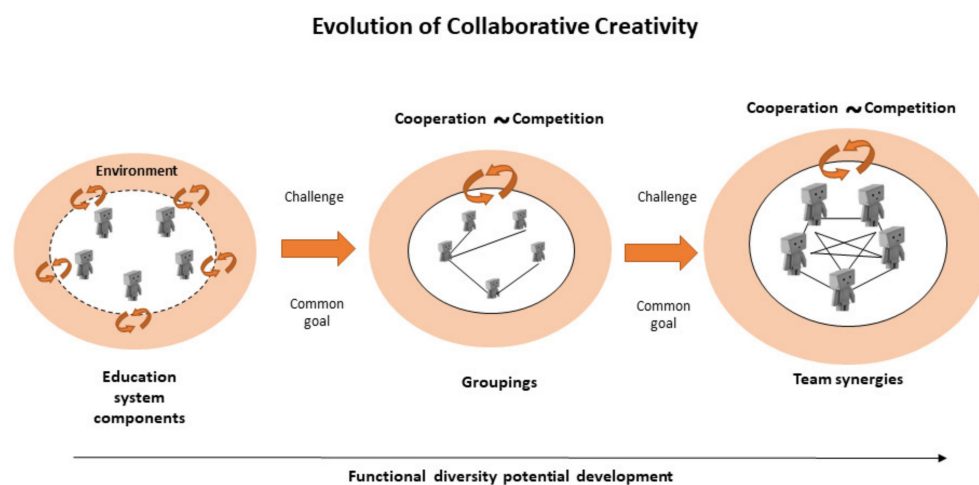 Evolution of Collaborative Creativity
Cooperation ~ Competition
Cooperation ~ Competition
Environment
Challenge
Challenge
Common
goal
Common
goal
Education
system
components
Groupings
Team synergies
Functional diversity potential development